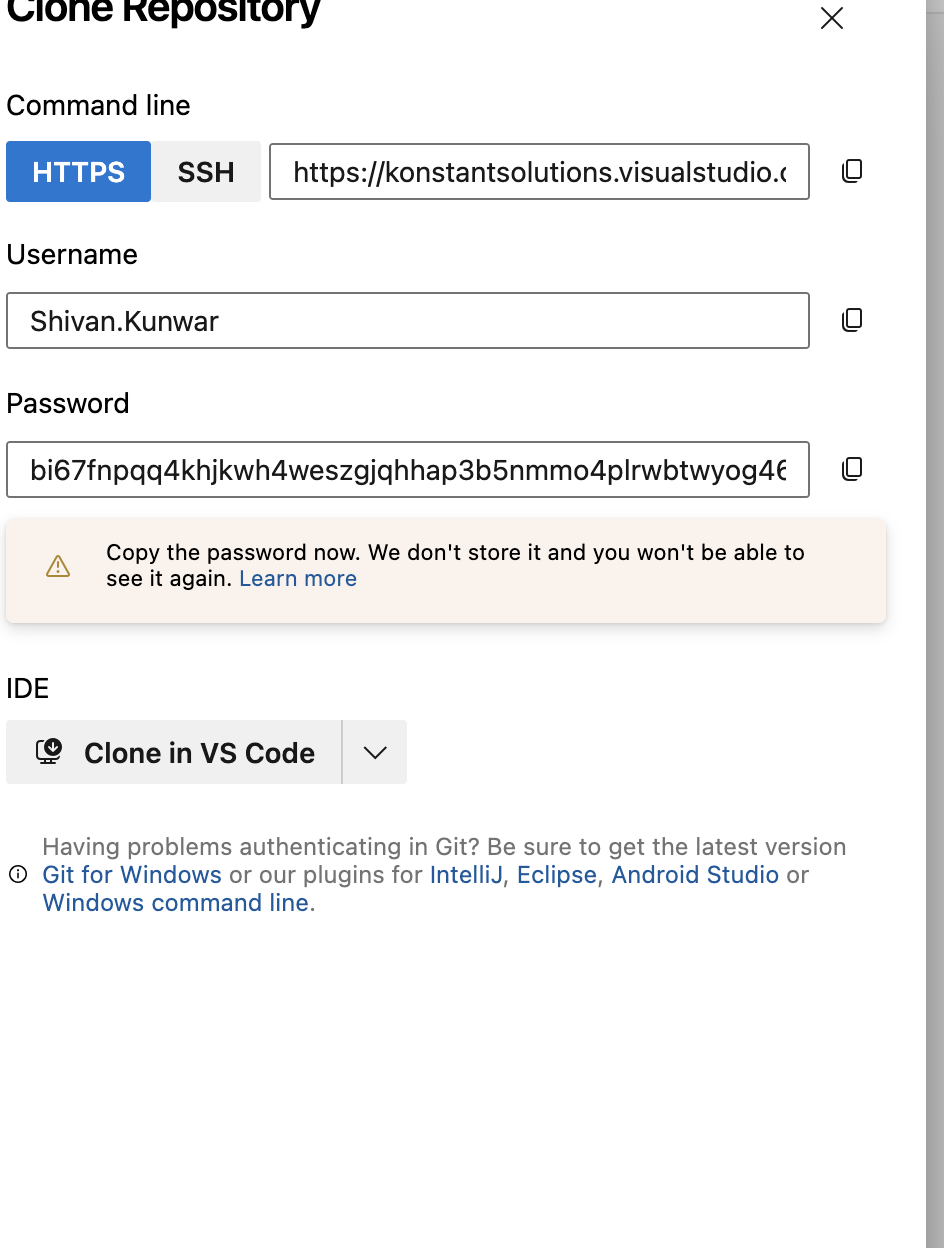 Clone Repository
Command line
HTTPS
SSH
https://konstantsolutions.visualstudio.
Username
Shivan.Kunwar
Password
bi67fnpqq4khjkwh4weszgjqhhap3b5nmmo4plrwbtwyog4
Copy the password now. We don't store it and you won't be able to
see it again. Learn more
IDE
Clone in VS Code
Having problems authenticating in Git? Be sure to get the latest version
Git for Windows or our plugins for IntelliJ, Eclipse, Android Studio or
Windows command line.